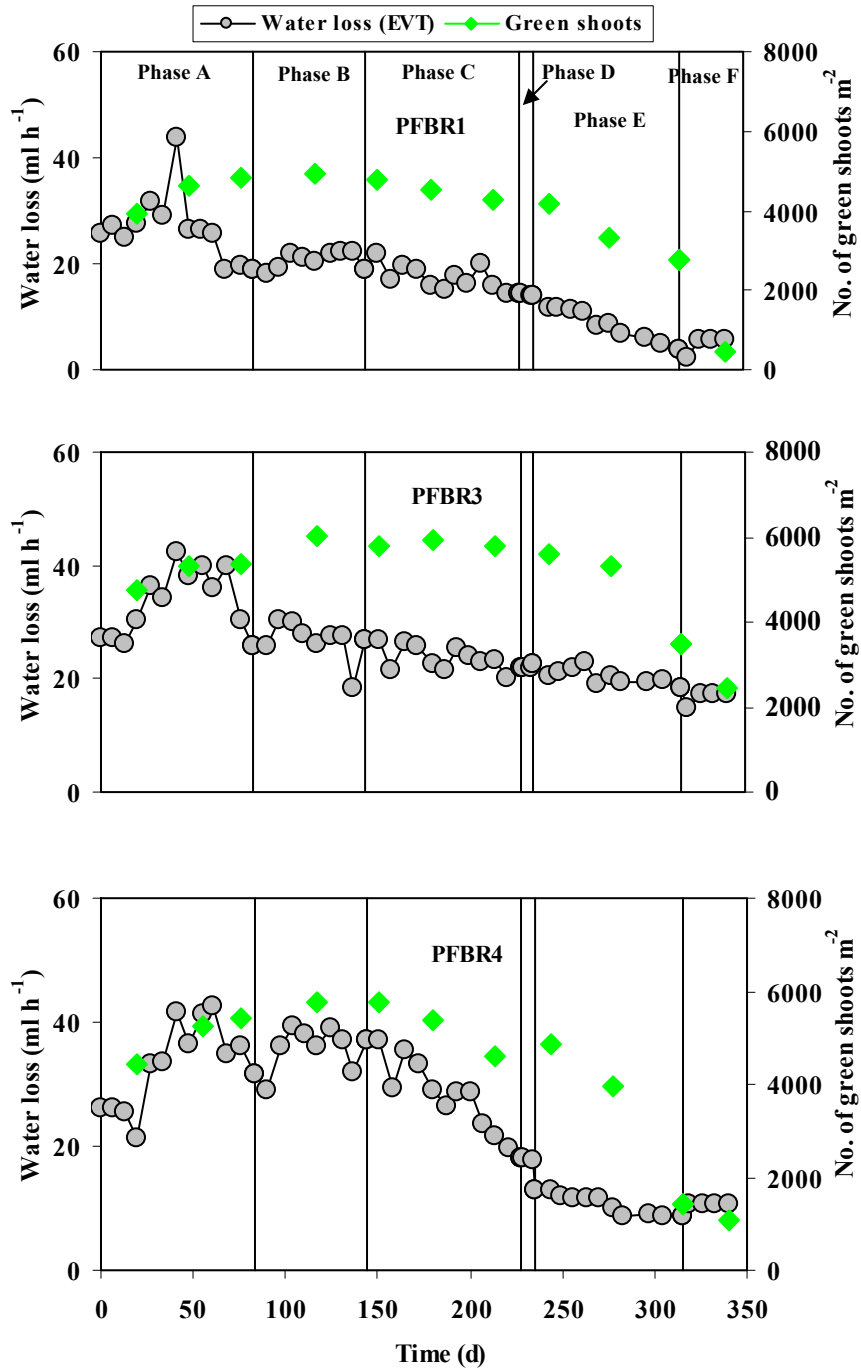 Water loss (EVT) Green shoots
60 8000
Phase A Phase B Phase C Phase D Phase F
Phase E
PFBR1
6000
40
4000
20
2000
0 0
Water loss (ml h -1)
No. of green shoots m-2
60 8000
PFBR3
6000
40
4000
20
2000
0 0
Water loss (ml h -1)
No. of green shoots m-2
60 8000
PFBR4
6000
40
4000
20
2000
0 0
Water loss (ml h -1)
No. of green shoots m-2
0 50 100 150 200 250 300 350
Time (d)